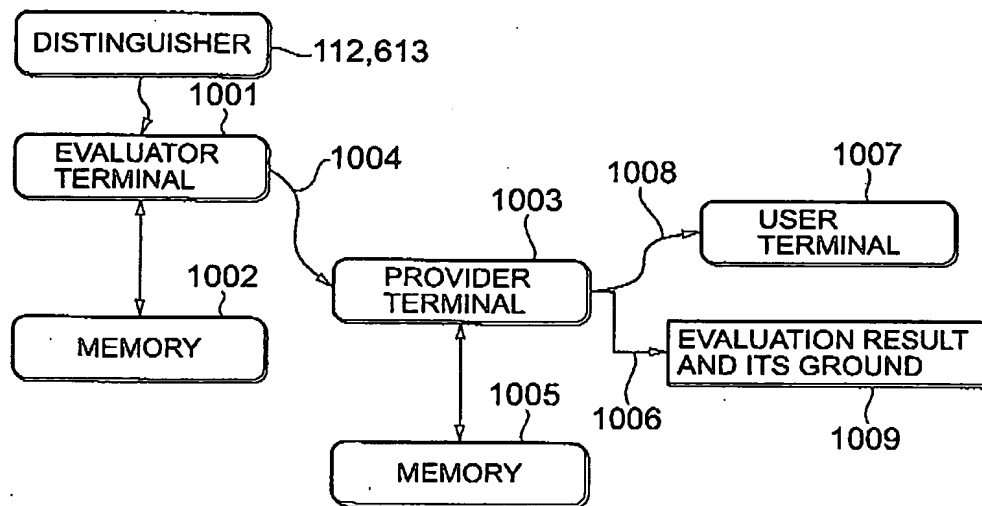 DISTINGUISHER
112,613
1001
EVALUATOR
TERMINAL
1004
1002
MEMORY
1003
PROVIDER
TERMINAL
1008
1007
USER
TERMINAL
EVALUATION RESULT
AND ITS GROUND
1006
1009
1005
MEMORY